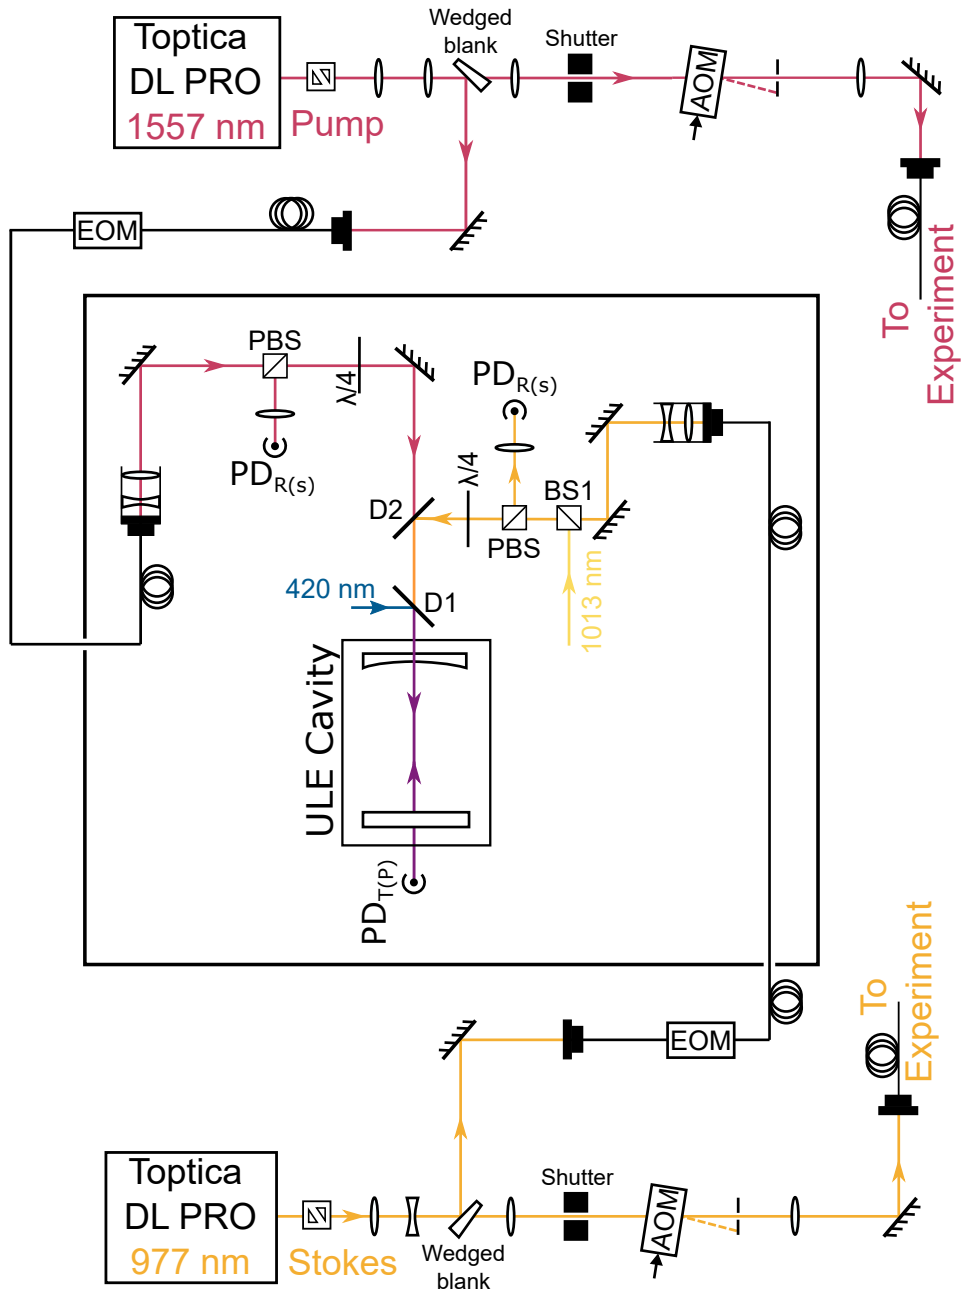 Toptica
DL PRO
1557 nm
Pump
Wedged
blank
Shutter
AOM
To
Experiment
EOM
PBS
λ/4
PD_R(s)
PD_R(s)
λ/4
BS1
PBS
D2
1013 nm
420 nm
D1
ULE Cavity
PD_T(P)
To
Experiment
EOM
Toptica
DL PRO
977 nm
Stokes
Wedged
blank
Shutter
AOM